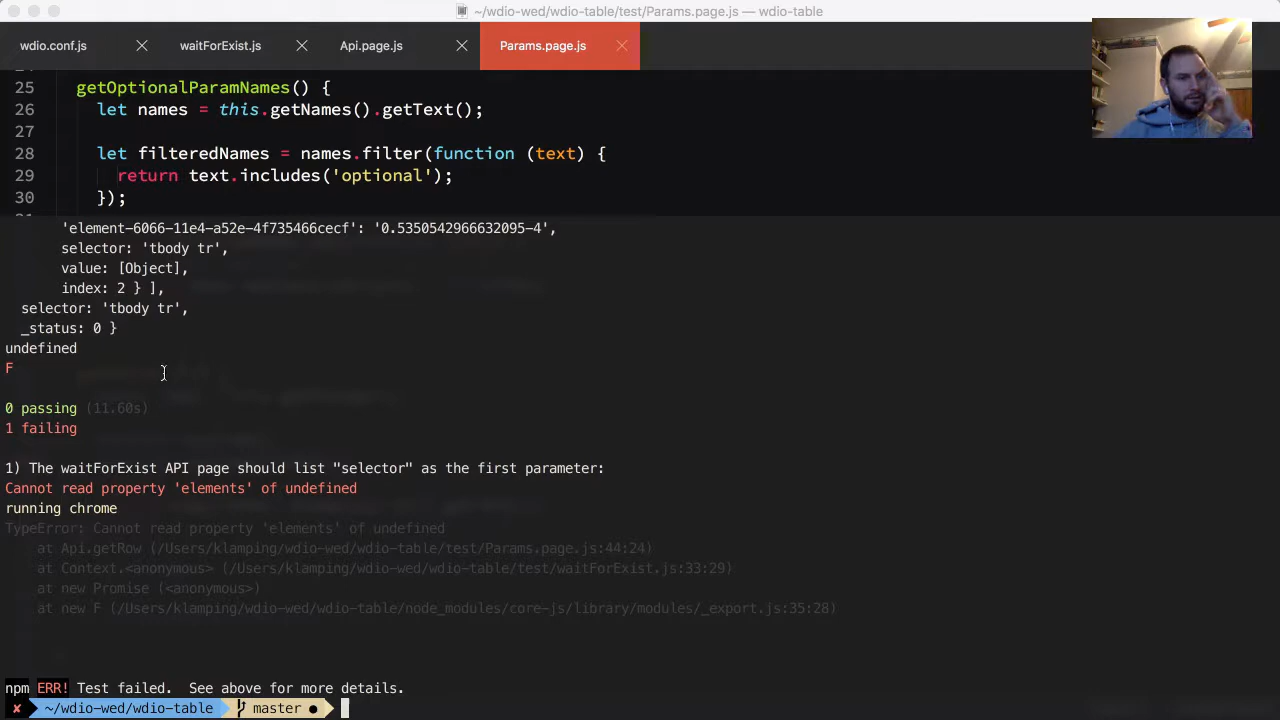 ~/wdio-wed/wdio-table/test/Params.page.js — wdio-table
wdio.conf.js waitForExist.js Api.page.js Params.page.js
25 getOptionalParamNames() {
26 let names = this.getNames().getText();
27
28 let filteredNames = names.filter(function (text) {
29 return text.includes('optional');
30 });
'element-6066-11e4-a52e-4f735466cecf': '0.5350542966632095-4',
selector: 'tbody tr',
value: [Object],
index: 2 } ],
selector: 'tbody tr',
_status: 0 }
undefined
F
0 passing (11.60s)
1 failing
1) The waitForExist API page should list "selector" as the first parameter:
Cannot read property 'elements' of undefined
running chrome
TypeError: Cannot read property 'elements' of undefined
at Api.getRow (/Users/klamping/wdio-wed/wdio-table/test/Params.page.js:44:24)
at Context.<anonymous> (/Users/klamping/wdio-wed/wdio-table/test/waitForExist.js:33:29)
at new Promise (<anonymous>)
at new F (/Users/klamping/wdio-wed/wdio-table/node_modules/core-js/library/modules/_export.js:35:28)
npm ERR! Test failed. See above for more details.
✘ ~/wdio-wed/wdio-table master ●